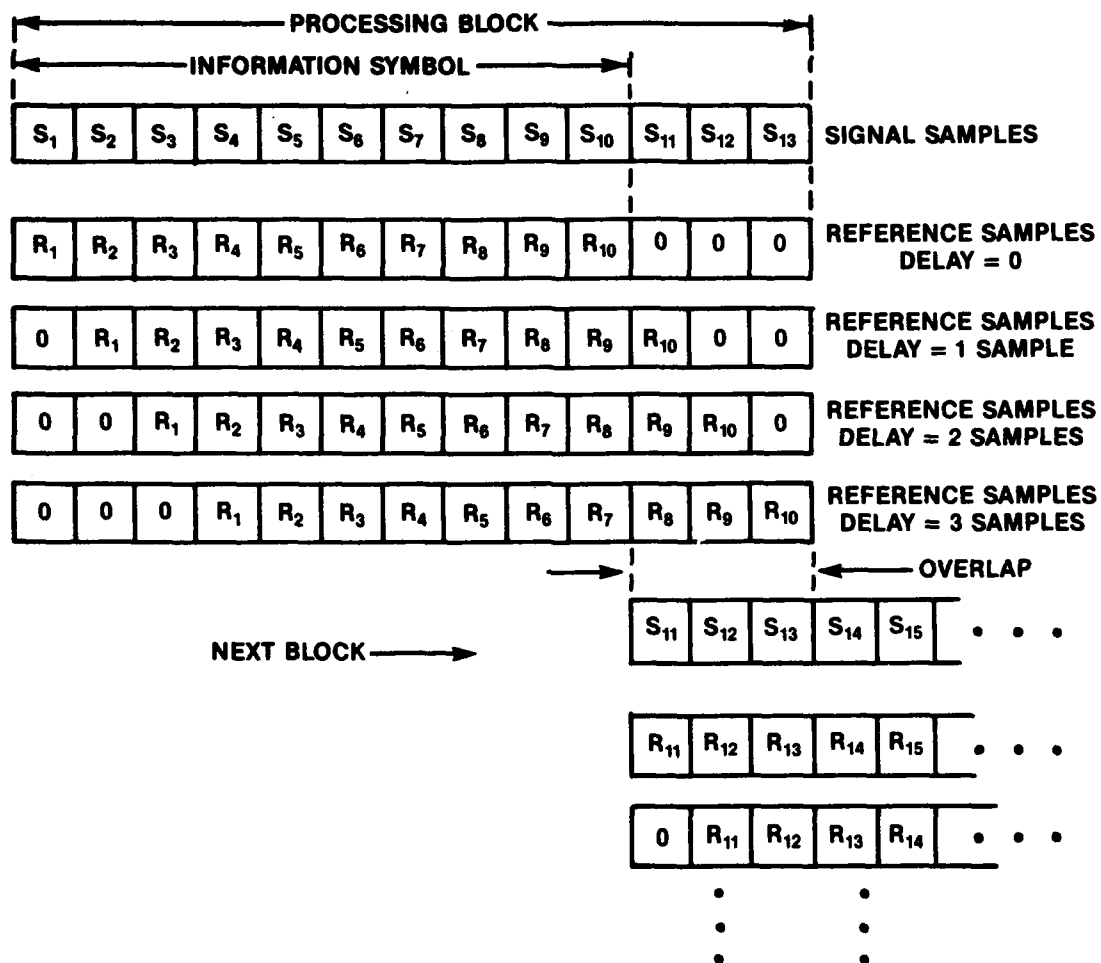 PROCESSING BLOCK
INFORMATION SYMBOL
S₁ S₂ S₃ S₄ S₅ S₆ S₇ S₈ S₉ S₁₀ S₁₁ S₁₂ S₁₃ SIGNAL SAMPLES
R₁ R₂ R₃ R₄ R₅ R₆ R₇ R₈ R₉ R₁₀ 0 0 0 REFERENCE SAMPLES
DELAY = 0
0 R₁ R₂ R₃ R₄ R₅ R₆ R₇ R₈ R₉ R₁₀ 0 0 REFERENCE SAMPLES
DELAY = 1 SAMPLE
0 0 R₁ R₂ R₃ R₄ R₅ R₆ R₇ R₈ R₉ R₁₀ 0 REFERENCE SAMPLES
DELAY = 2 SAMPLES
0 0 0 R₁ R₂ R₃ R₄ R₅ R₆ R₇ R₈ R₉ R₁₀ REFERENCE SAMPLES
DELAY = 3 SAMPLES
OVERLAP
S₁₁ S₁₂ S₁₃ S₁₄ S₁₅ • • •
NEXT BLOCK
R₁₁ R₁₂ R₁₃ R₁₄ R₁₅ • • •
0 R₁₁ R₁₂ R₁₃ R₁₄ • • •